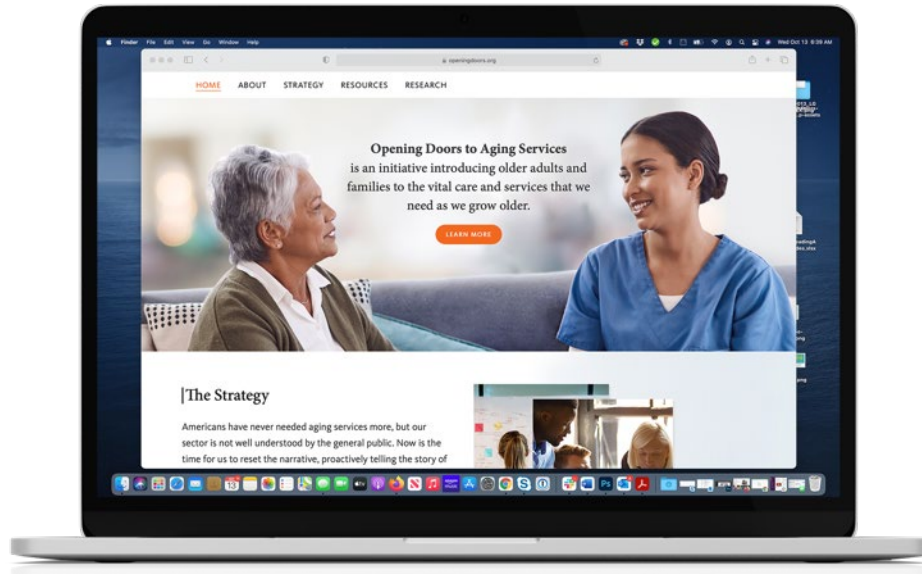 Finder File Edit View Go Window Help
Wed Oct 13 8:39 AM
openingdoors.org
HOME ABOUT STRATEGY RESOURCES RESEARCH
Opening Doors to Aging Services
is an initiative introducing older adults and
families to the vital care and services that we
need as we grow older.
LEARN MORE
The Strategy
Americans have never needed aging services more, but our
sector is not well understood by the general public. Now is the
time for us to reset the narrative, proactively telling the story of
13